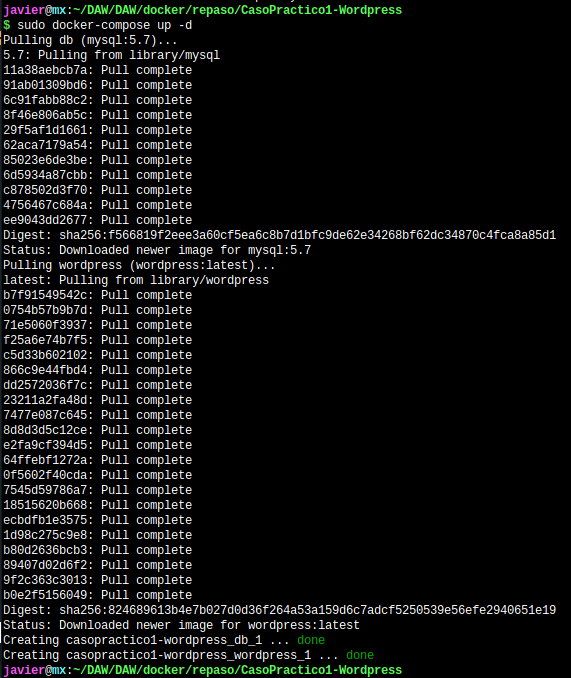 javier@mx:~/DAW/DAW/docker/repaso/CasoPractico1-Wordpress
$ sudo docker-compose up -d
Pulling db (mysql:5.7)...
5.7: Pulling from library/mysql
11a38aebcb7a: Pull complete
91ab01309bd6: Pull complete
6c91fabb88c2: Pull complete
8f46e806ab5c: Pull complete
29f5af1d1661: Pull complete
62aca7179a54: Pull complete
85023e6de3be: Pull complete
6d5934a87cbb: Pull complete
c878502d3f70: Pull complete
4756467c684a: Pull complete
ee9043dd2677: Pull complete
Digest: sha256:f566819f2eee3a60cf5ea6c8b7d1bfc9de62e34268bf62dc34870c4fca8a85d1
Status: Downloaded newer image for mysql:5.7
Pulling wordpress (wordpress:latest)...
latest: Pulling from library/wordpress
b7f91549542c: Pull complete
0754b57b9b7d: Pull complete
71e5060f3937: Pull complete
f25a6e74b7f5: Pull complete
c5d33b602102: Pull complete
866c9e44fbd4: Pull complete
dd2572036f7c: Pull complete
23211a2fa48d: Pull complete
7477e087c645: Pull complete
8d8d3d5c12ce: Pull complete
e2fa9cf394d5: Pull complete
64ffebf1272a: Pull complete
0f5602f40cda: Pull complete
7545d59786a7: Pull complete
18515620b668: Pull complete
ecbdfb1e3575: Pull complete
1d98c275c9e8: Pull complete
b80d2636bcb3: Pull complete
89407d02d6f2: Pull complete
9f2c363c3013: Pull complete
b0e2f5156049: Pull complete
Digest: sha256:824689613b4e7b027d0d36f264a53a159d6c7adcf5250539e56efe2940651e19
Status: Downloaded newer image for wordpress:latest
Creating casopractico1-wordpress_db_1 ... done
Creating casopractico1-wordpress_wordpress_1 ... done
javier@mx:~/DAW/DAW/docker/repaso/CasoPractico1-Wordpress